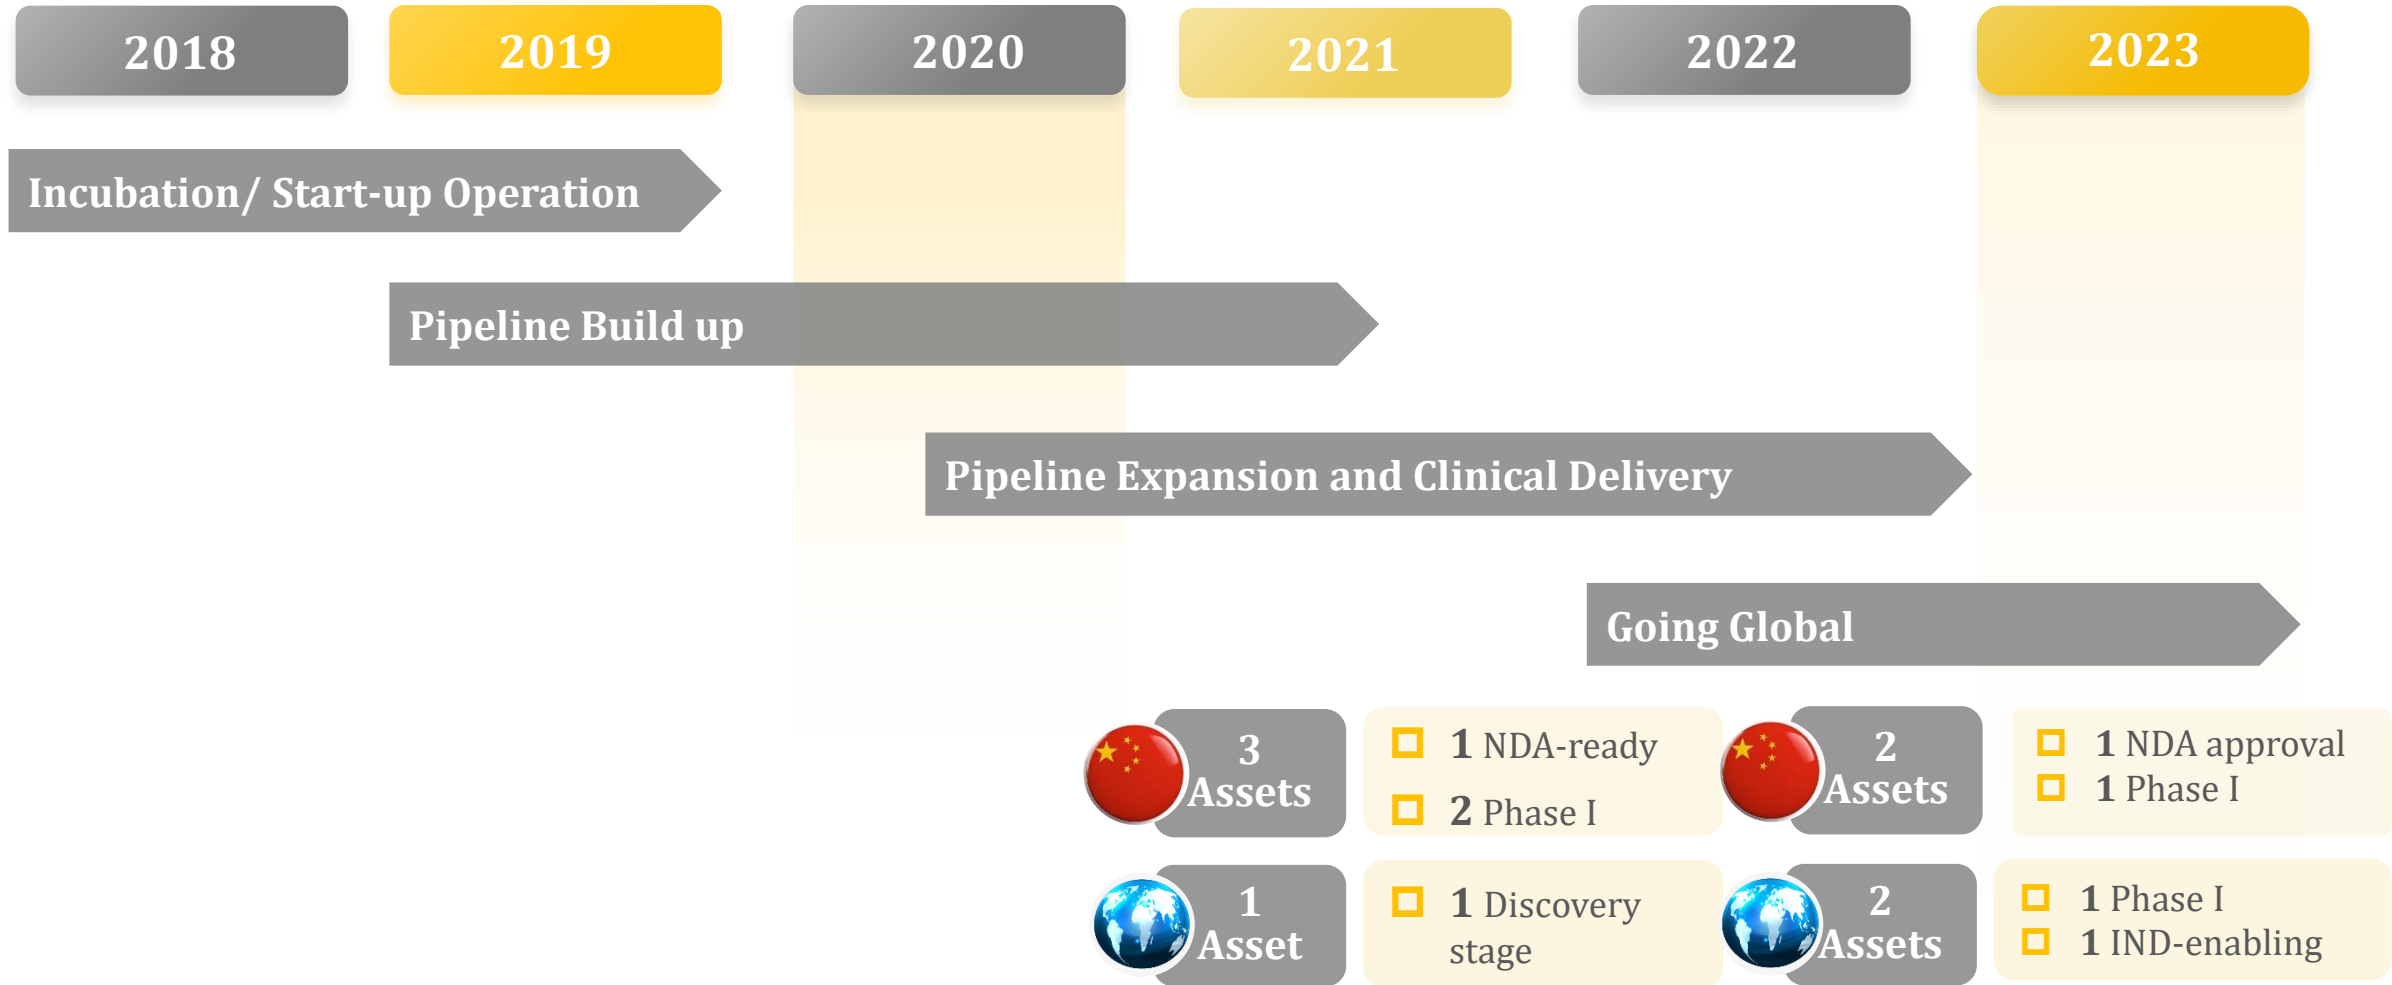 2018
2019
2020
2021
2022
2023
Incubation/ Start-up Operation
Pipeline Build up
Pipeline Expansion and Clinical Delivery
Going Global
3
Assets
1 NDA-ready
2 Phase I
2
Assets
1 NDA approval
1 Phase I
1
Asset
1 Discovery
stage
2
Assets
1 Phase I
1 IND-enabling